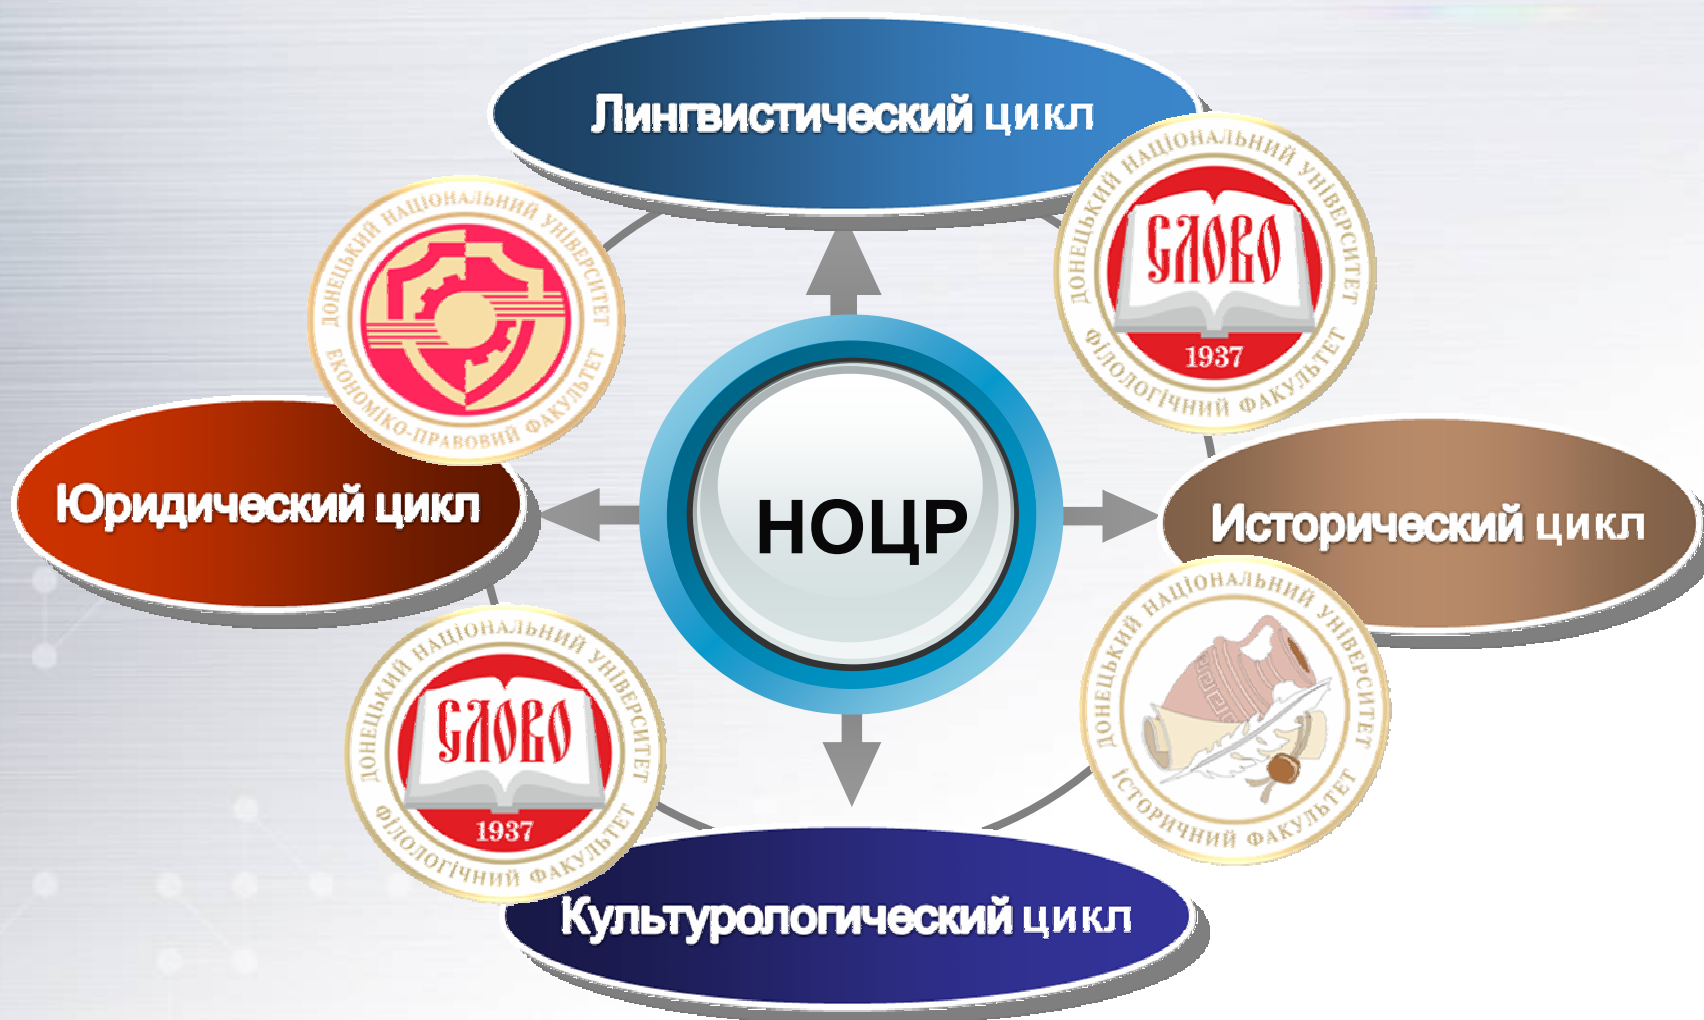 Лингвистический цикл
ДОНЕЦЬКИЙ НАЦІОНАЛЬНИЙ УНІВЕРСИТЕТ
ЕКОНОМІКО-ПРАВОВИЙ ФАКУЛЬТЕТ
ДОНЕЦЬКИЙ НАЦІОНАЛЬНИЙ УНІВЕРСИТЕТ
СЛОВО
1937
ФІЛОЛОГІЧНИЙ ФАКУЛЬТЕТ
Юридический цикл
НОЦР
Исторический цикл
ДОНЕЦЬКИЙ НАЦІОНАЛЬНИЙ УНІВЕРСИТЕТ
СЛОВО
1937
ФІЛОЛОГІЧНИЙ ФАКУЛЬТЕТ
ДОНЕЦЬКИЙ НАЦІОНАЛЬНИЙ УНІВЕРСИТЕТ
ІСТОРИЧНИЙ ФАКУЛЬТЕТ
Культурологический цикл